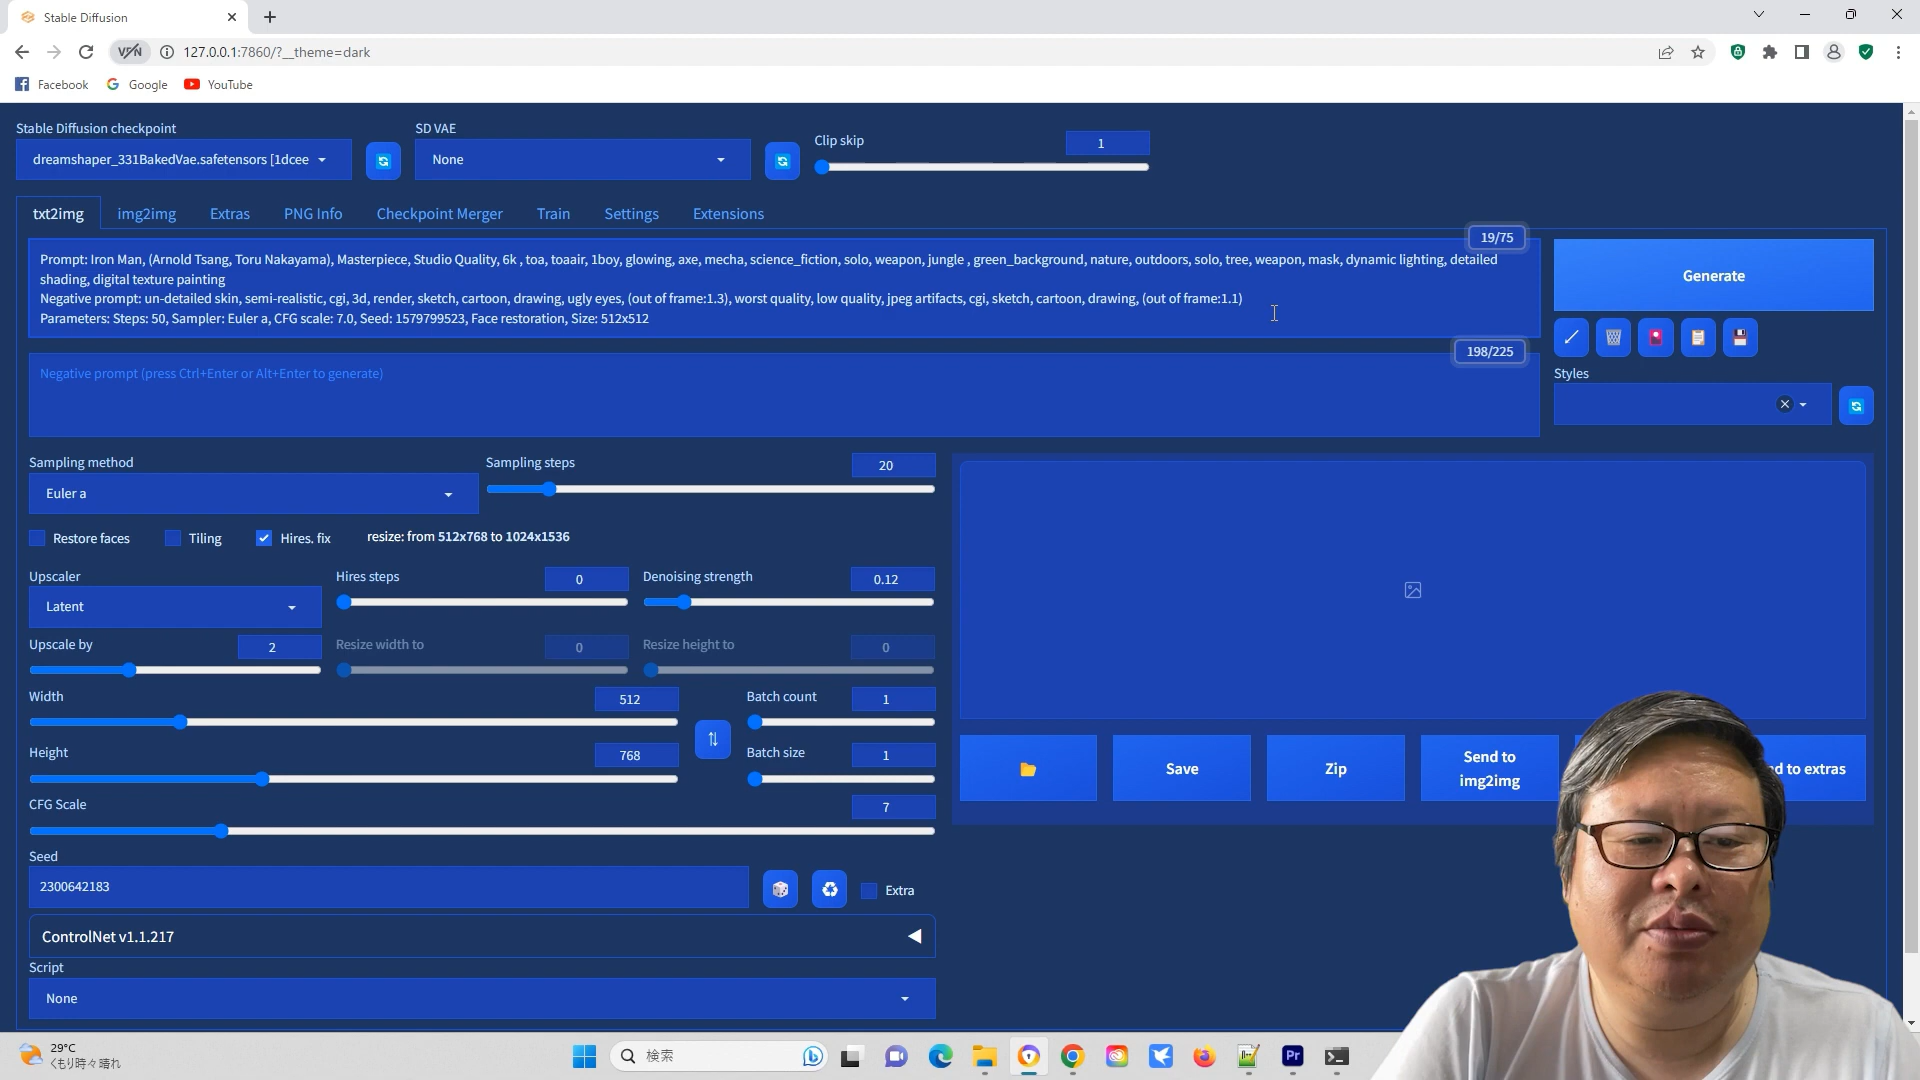 Stable Diffusion
127.0.0.1:7860/?__theme=dark
VPN
Facebook
Google
YouTube
Stable Diffusion checkpoint
dreamshaper_331BakedVae.safetensors [1dcee
SD VAE
None
Clip skip
1
txt2img
img2img
Extras
PNG Info
Checkpoint Merger
Train
Settings
Extensions
19/75
Prompt: Iron Man, (Arnold Tsang, Toru Nakayama), Masterpiece, Studio Quality, 6k , toa, toaair, 1boy, glowing, axe, mecha, science_fiction, solo, weapon, jungle , green_background, nature, outdoors, solo, tree, weapon, mask, dynamic lighting, detailed
shading, digital texture painting
Negative prompt: un-detailed skin, semi-realistic, cgi, 3d, render, sketch, cartoon, drawing, ugly eyes, (out of frame:1.3), worst quality, low quality, jpeg artifacts, cgi, sketch, cartoon, drawing, (out of frame:1.1)
Parameters: Steps: 50, Sampler: Euler a, CFG scale: 7.0, Seed: 1579799523, Face restoration, Size: 512x512
Generate
198/225
Negative prompt (press Ctrl+Enter or Alt+Enter to generate)
Styles
Sampling method
Euler a
Sampling steps
20
Restore faces
Tiling
Hires. fix
resize: from 512x768 to 1024x1536
Upscaler
Latent
Hires steps
0
Denoising strength
0.12
Upscale by
2
Resize width to
0
Resize height to
0
Width
512
Batch count
1
Height
768
Batch size
1
CFG Scale
7
Save
Zip
Send to
img2img
to extras
Seed
2300642183
Extra
ControlNet v1.1.217
Script
None
29°C
くもり時々晴れ
検索
Pr